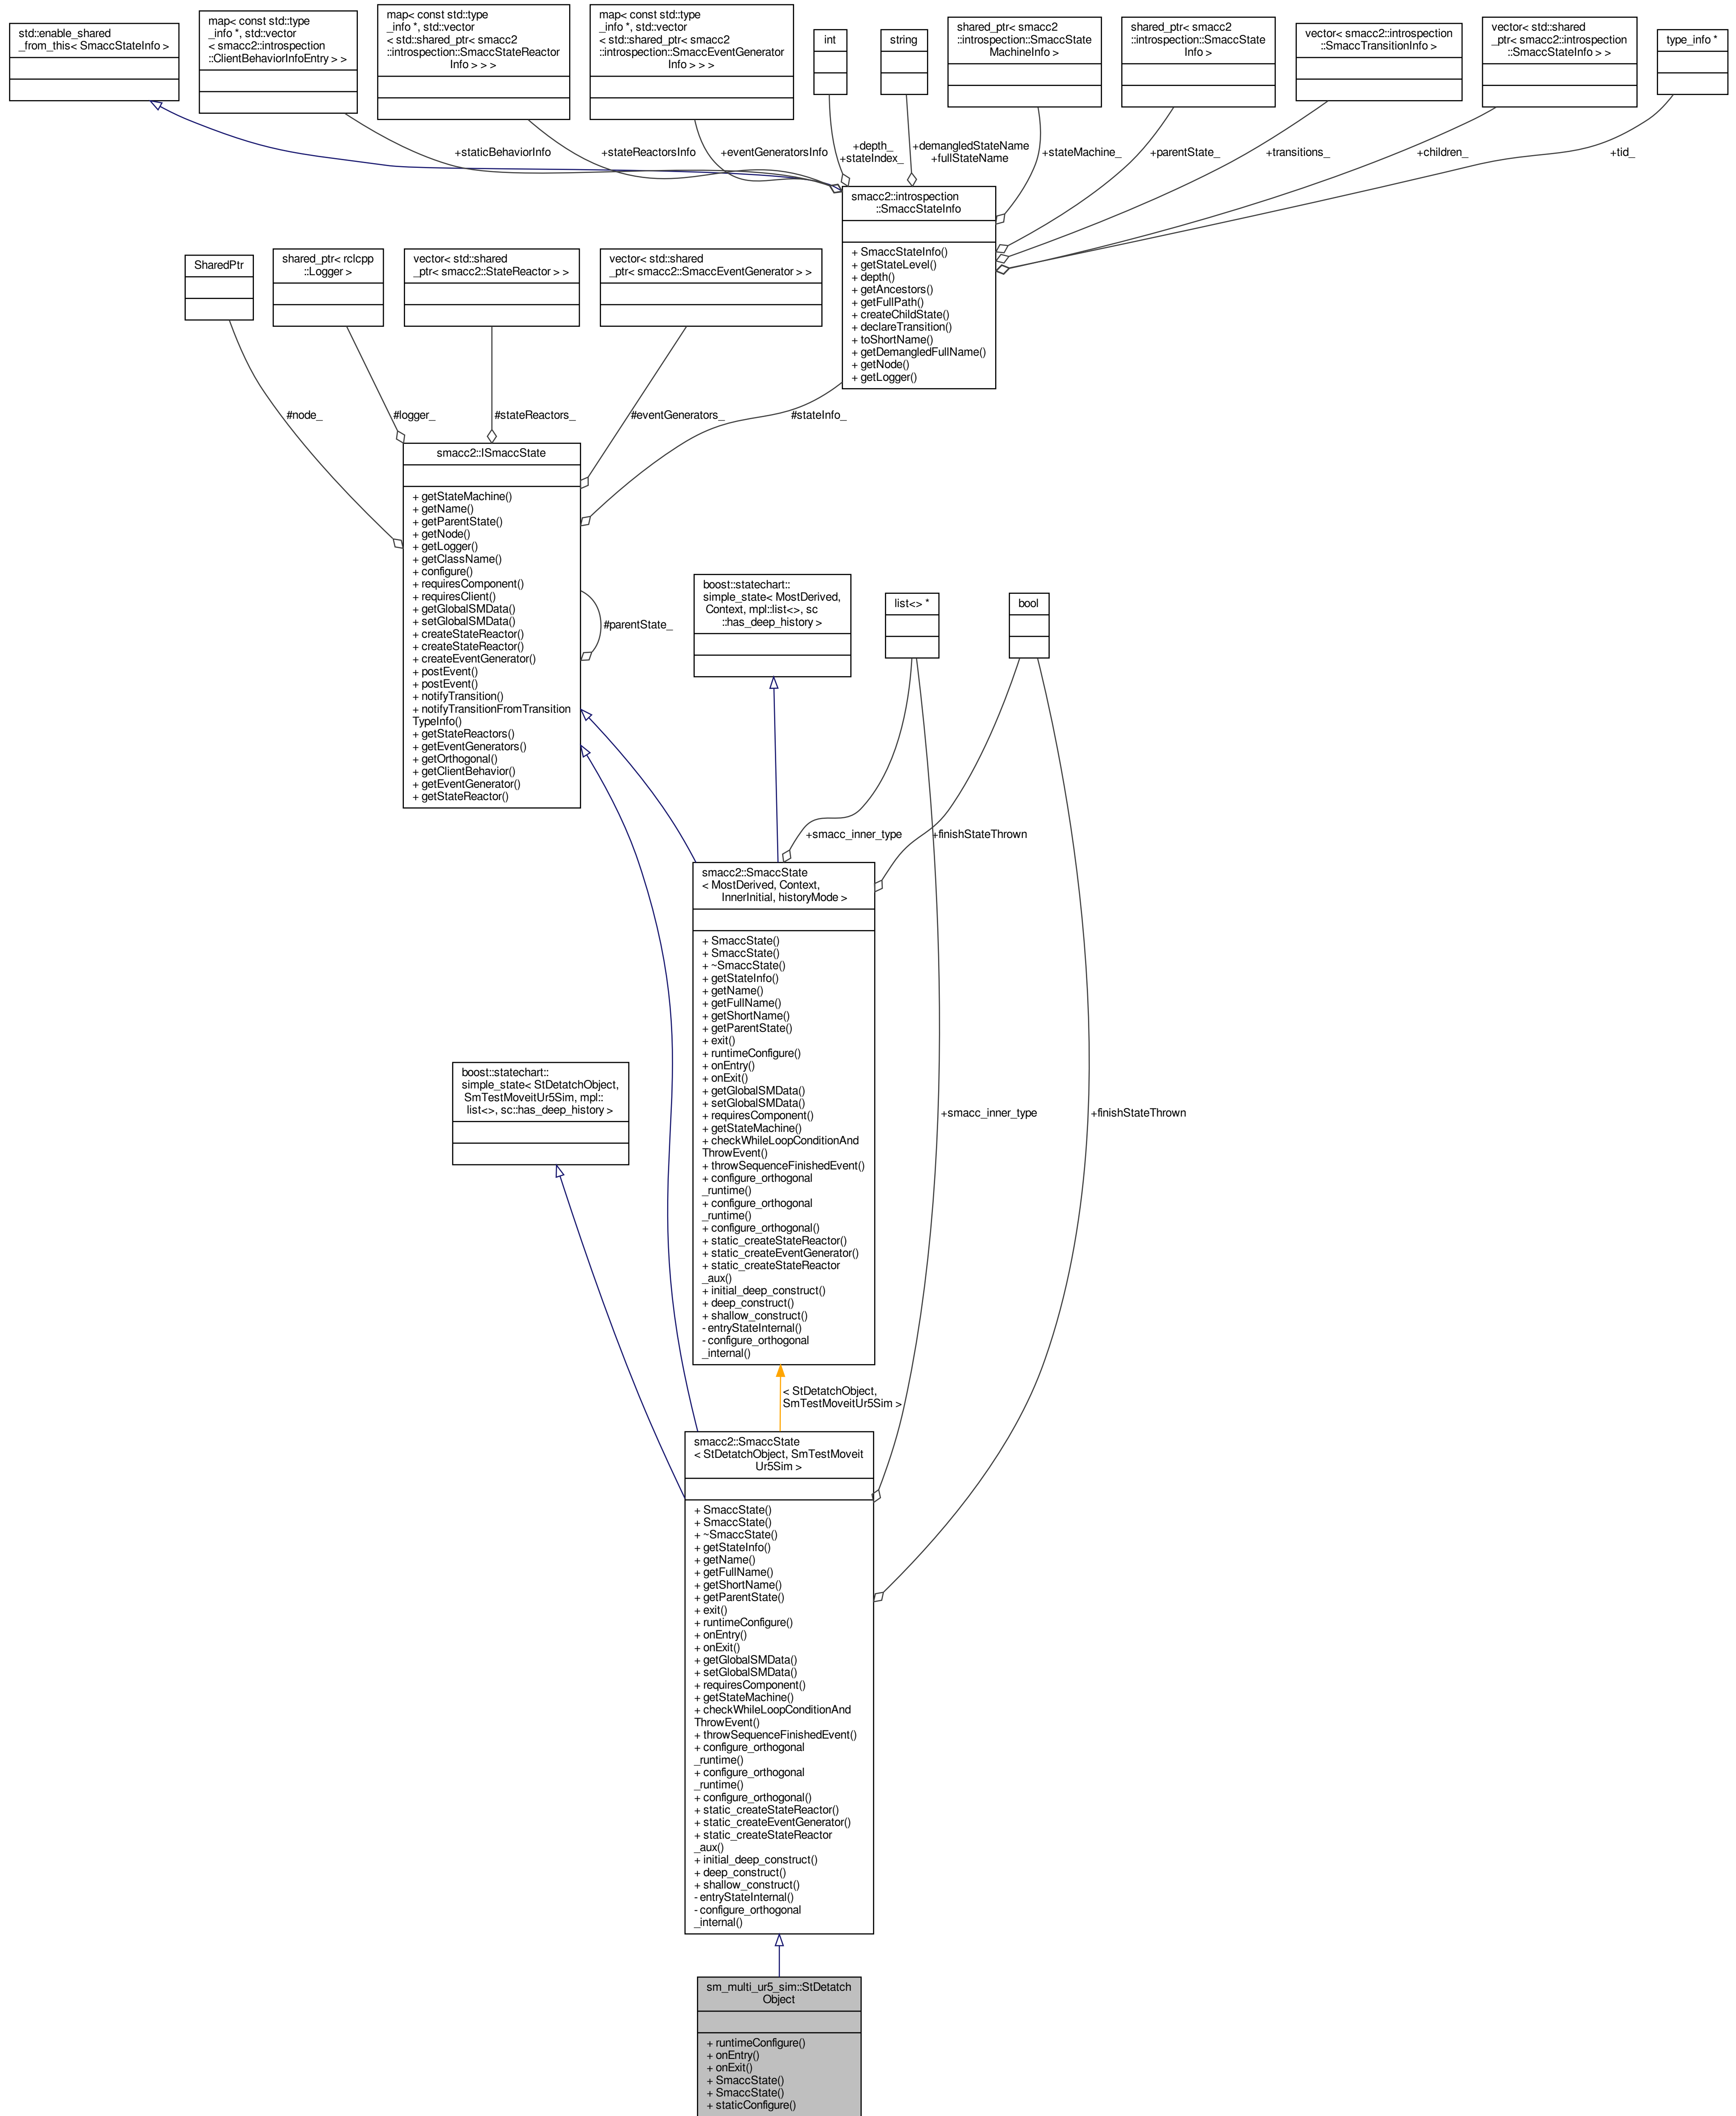 std::enable_shared
_from_this< SmaccStateInfo >
map< const std::type
_info *, std::vector
< smacc2::introspection
::ClientBehaviorInfoEntry > >
map< const std::type
_info *, std::vector
< std::shared_ptr< smacc2
::introspection::SmaccStateReactor
Info > > >
map< const std::type
_info *, std::vector
< std::shared_ptr< smacc2
::introspection::SmaccEventGenerator
Info > > >
int
string
shared_ptr< smacc2
::introspection::SmaccState
MachineInfo >
shared_ptr< smacc2
::introspection::SmaccState
Info >
vector< smacc2::introspection
::SmaccTransitionInfo >
vector< std::shared
_ptr< smacc2::introspection
::SmaccStateInfo > >
type_info *
+staticBehaviorInfo
+stateReactorsInfo
+eventGeneratorsInfo
+depth_
+stateIndex_
+demangledStateName
+fullStateName
+stateMachine_
+parentState_
+transitions_
+children_
+tid_
smacc2::introspection
::SmaccStateInfo
+ SmaccStateInfo()
+ getStateLevel()
+ depth()
+ getAncestors()
+ getFullPath()
+ createChildState()
+ declareTransition()
+ toShortName()
+ getDemangledFullName()
+ getNode()
+ getLogger()
SharedPtr
shared_ptr< rclcpp
::Logger >
vector< std::shared
_ptr< smacc2::StateReactor > >
vector< std::shared
_ptr< smacc2::SmaccEventGenerator > >
#node_
#logger_
#stateReactors_
#eventGenerators_
#stateInfo_
smacc2::ISmaccState
+ getStateMachine()
+ getName()
+ getParentState()
+ getNode()
+ getLogger()
+ getClassName()
+ configure()
+ requiresComponent()
+ requiresClient()
+ getGlobalSMData()
+ setGlobalSMData()
+ createStateReactor()
+ createStateReactor()
+ createEventGenerator()
+ postEvent()
+ postEvent()
+ notifyTransition()
+ notifyTransitionFromTransition
TypeInfo()
+ getStateReactors()
+ getEventGenerators()
+ getOrthogonal()
+ getClientBehavior()
+ getEventGenerator()
+ getStateReactor()
#parentState_
boost::statechart::
simple_state< MostDerived,
Context, mpl::list<>, sc
::has_deep_history >
list<> *
bool
+smacc_inner_type
+finishStateThrown
smacc2::SmaccState
< MostDerived, Context,
InnerInitial, historyMode >
+ SmaccState()
+ SmaccState()
+ ~SmaccState()
+ getStateInfo()
+ getName()
+ getFullName()
+ getShortName()
+ getParentState()
+ exit()
+ runtimeConfigure()
+ onEntry()
+ onExit()
+ getGlobalSMData()
+ setGlobalSMData()
+ requiresComponent()
+ getStateMachine()
+ checkWhileLoopConditionAnd
ThrowEvent()
+ throwSequenceFinishedEvent()
+ configure_orthogonal
_runtime()
+ configure_orthogonal
_runtime()
+ configure_orthogonal()
+ static_createStateReactor()
+ static_createEventGenerator()
+ static_createStateReactor
_aux()
+ initial_deep_construct()
+ deep_construct()
+ shallow_construct()
- entryStateInternal()
- configure_orthogonal
_internal()
boost::statechart::
simple_state< StDetatchObject,
SmTestMoveitUr5Sim, mpl::
list<>, sc::has_deep_history >
+smacc_inner_type
+finishStateThrown
< StDetatchObject,
SmTestMoveitUr5Sim >
smacc2::SmaccState
< StDetatchObject, SmTestMoveit
Ur5Sim >
+ SmaccState()
+ SmaccState()
+ ~SmaccState()
+ getStateInfo()
+ getName()
+ getFullName()
+ getShortName()
+ getParentState()
+ exit()
+ runtimeConfigure()
+ onEntry()
+ onExit()
+ getGlobalSMData()
+ setGlobalSMData()
+ requiresComponent()
+ getStateMachine()
+ checkWhileLoopConditionAnd
ThrowEvent()
+ throwSequenceFinishedEvent()
+ configure_orthogonal
_runtime()
+ configure_orthogonal
_runtime()
+ configure_orthogonal()
+ static_createStateReactor()
+ static_createEventGenerator()
+ static_createStateReactor
_aux()
+ initial_deep_construct()
+ deep_construct()
+ shallow_construct()
- entryStateInternal()
- configure_orthogonal
_internal()
sm_multi_ur5_sim::StDetatch
Object
+ runtimeConfigure()
+ onEntry()
+ onExit()
+ SmaccState()
+ SmaccState()
+ staticConfigure()